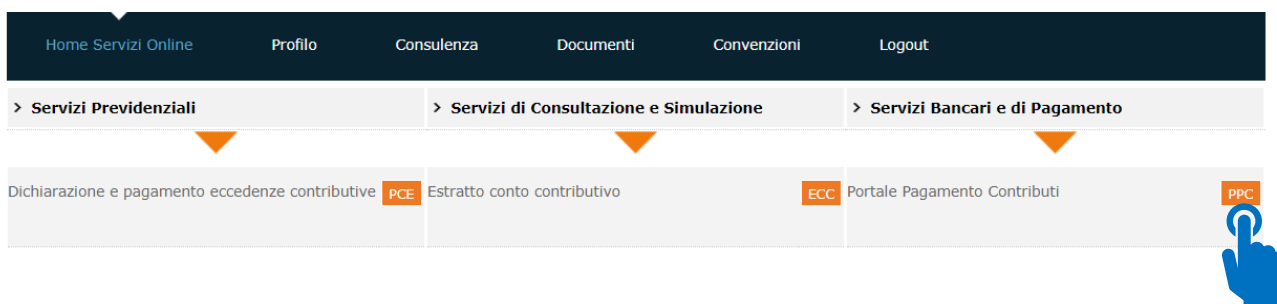 Home Servizi Online Profilo Consulenza Documenti Convenzioni Logout
> Servizi Previdenziali > Servizi di Consultazione e Simulazione > Servizi Bancari e di Pagamento
Dichiarazione e pagamento eccedenze contributive PCE Estratto conto contributivo ECC Portale Pagamento Contributi PPC